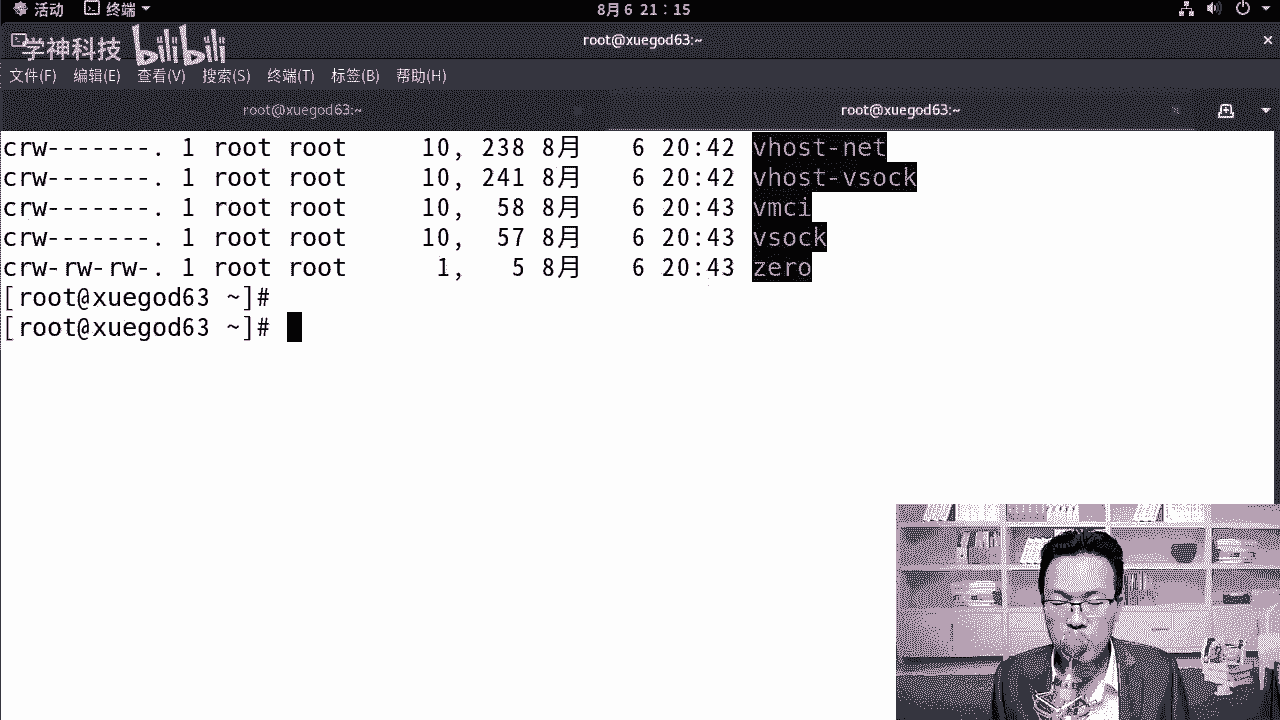 活动 终端 8月6 21:15
学神科技 bilibili root@xuegod63:~
文件(F) 编辑(E) 查看(V) 搜索(S) 终端(T) 标签(B) 帮助(H)
root@xuegod63:~ root@xuegod63:~
crw-------. 1 root root 10, 238 8月 6 20:42 vhost-net
crw-------. 1 root root 10, 241 8月 6 20:42 vhost-vsock
crw-------. 1 root root 10, 58 8月 6 20:43 vmci
crw-------. 1 root root 10, 57 8月 6 20:43 vsock
crw-rw-rw-. 1 root root 1, 5 8月 6 20:43 zero
[root@xuegod63 ~]#
[root@xuegod63 ~]#